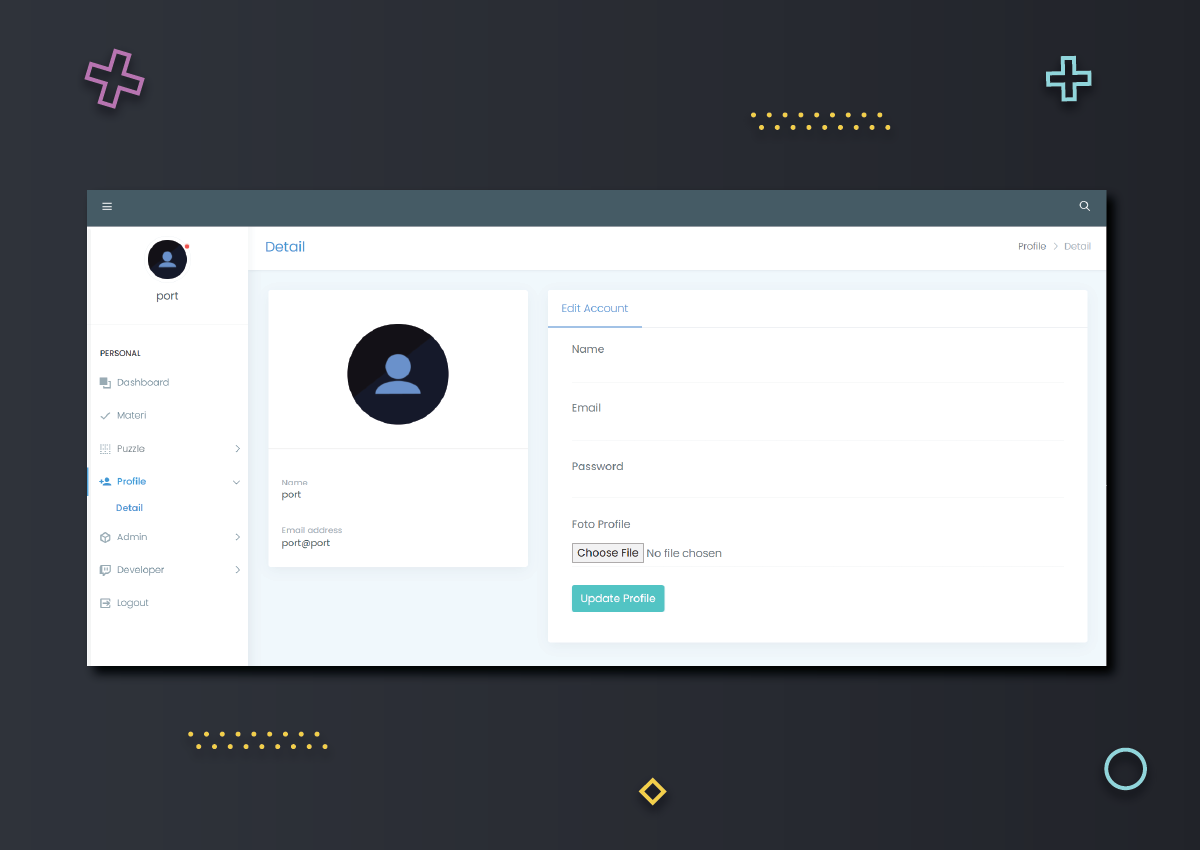 Detail
Profile > Detail
port
PERSONAL
Dashboard
Materi
Puzzle
Profile
Detail
Admin
Developer
Logout
Name
port
Email address
port@port
Edit Account
Name
Email
Password
Foto Profile
Choose File No file chosen
Update Profile